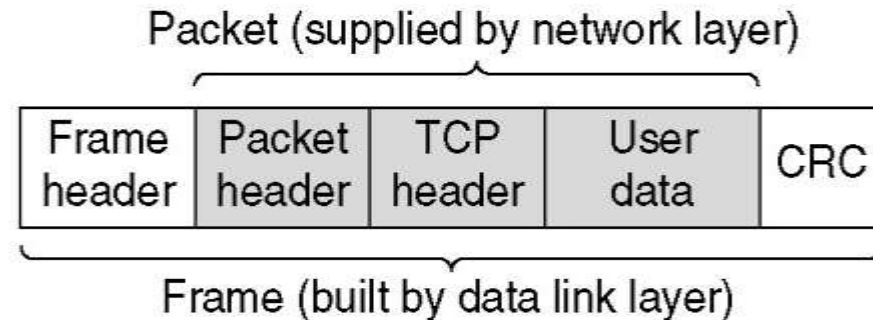 Packet (supplied by network layer)
Frame header
Packet header
TCP header
User data
CRC
Frame (built by data link layer)